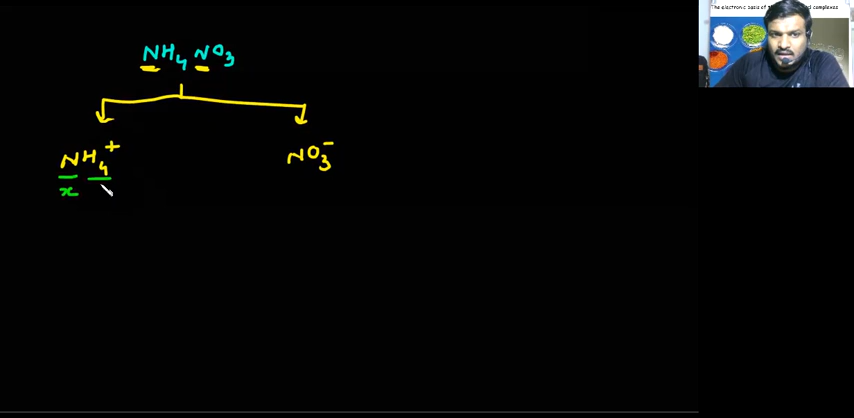 The electronic basis of
complexes
NH₄NO₃
NH₄⁺ NO₃⁻
x